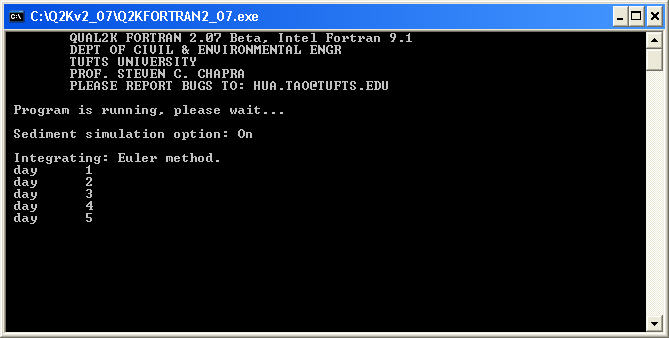 C:\Q2Kv2_07\Q2KFORTRAN2_07.exe
QUAL2K FORTRAN 2.07 Beta, Intel Fortran 9.1
DEPT OF CIVIL & ENVIRONMENTAL ENGR
TUFTS UNIVERSITY
PROF. STEVEN C. CHAPRA
PLEASE REPORT BUGS TO: HUA.TAO@TUFTS.EDU
Program is running, please wait...
Sediment simulation option: On
Integrating: Euler method.
day 1
day 2
day 3
day 4
day 5